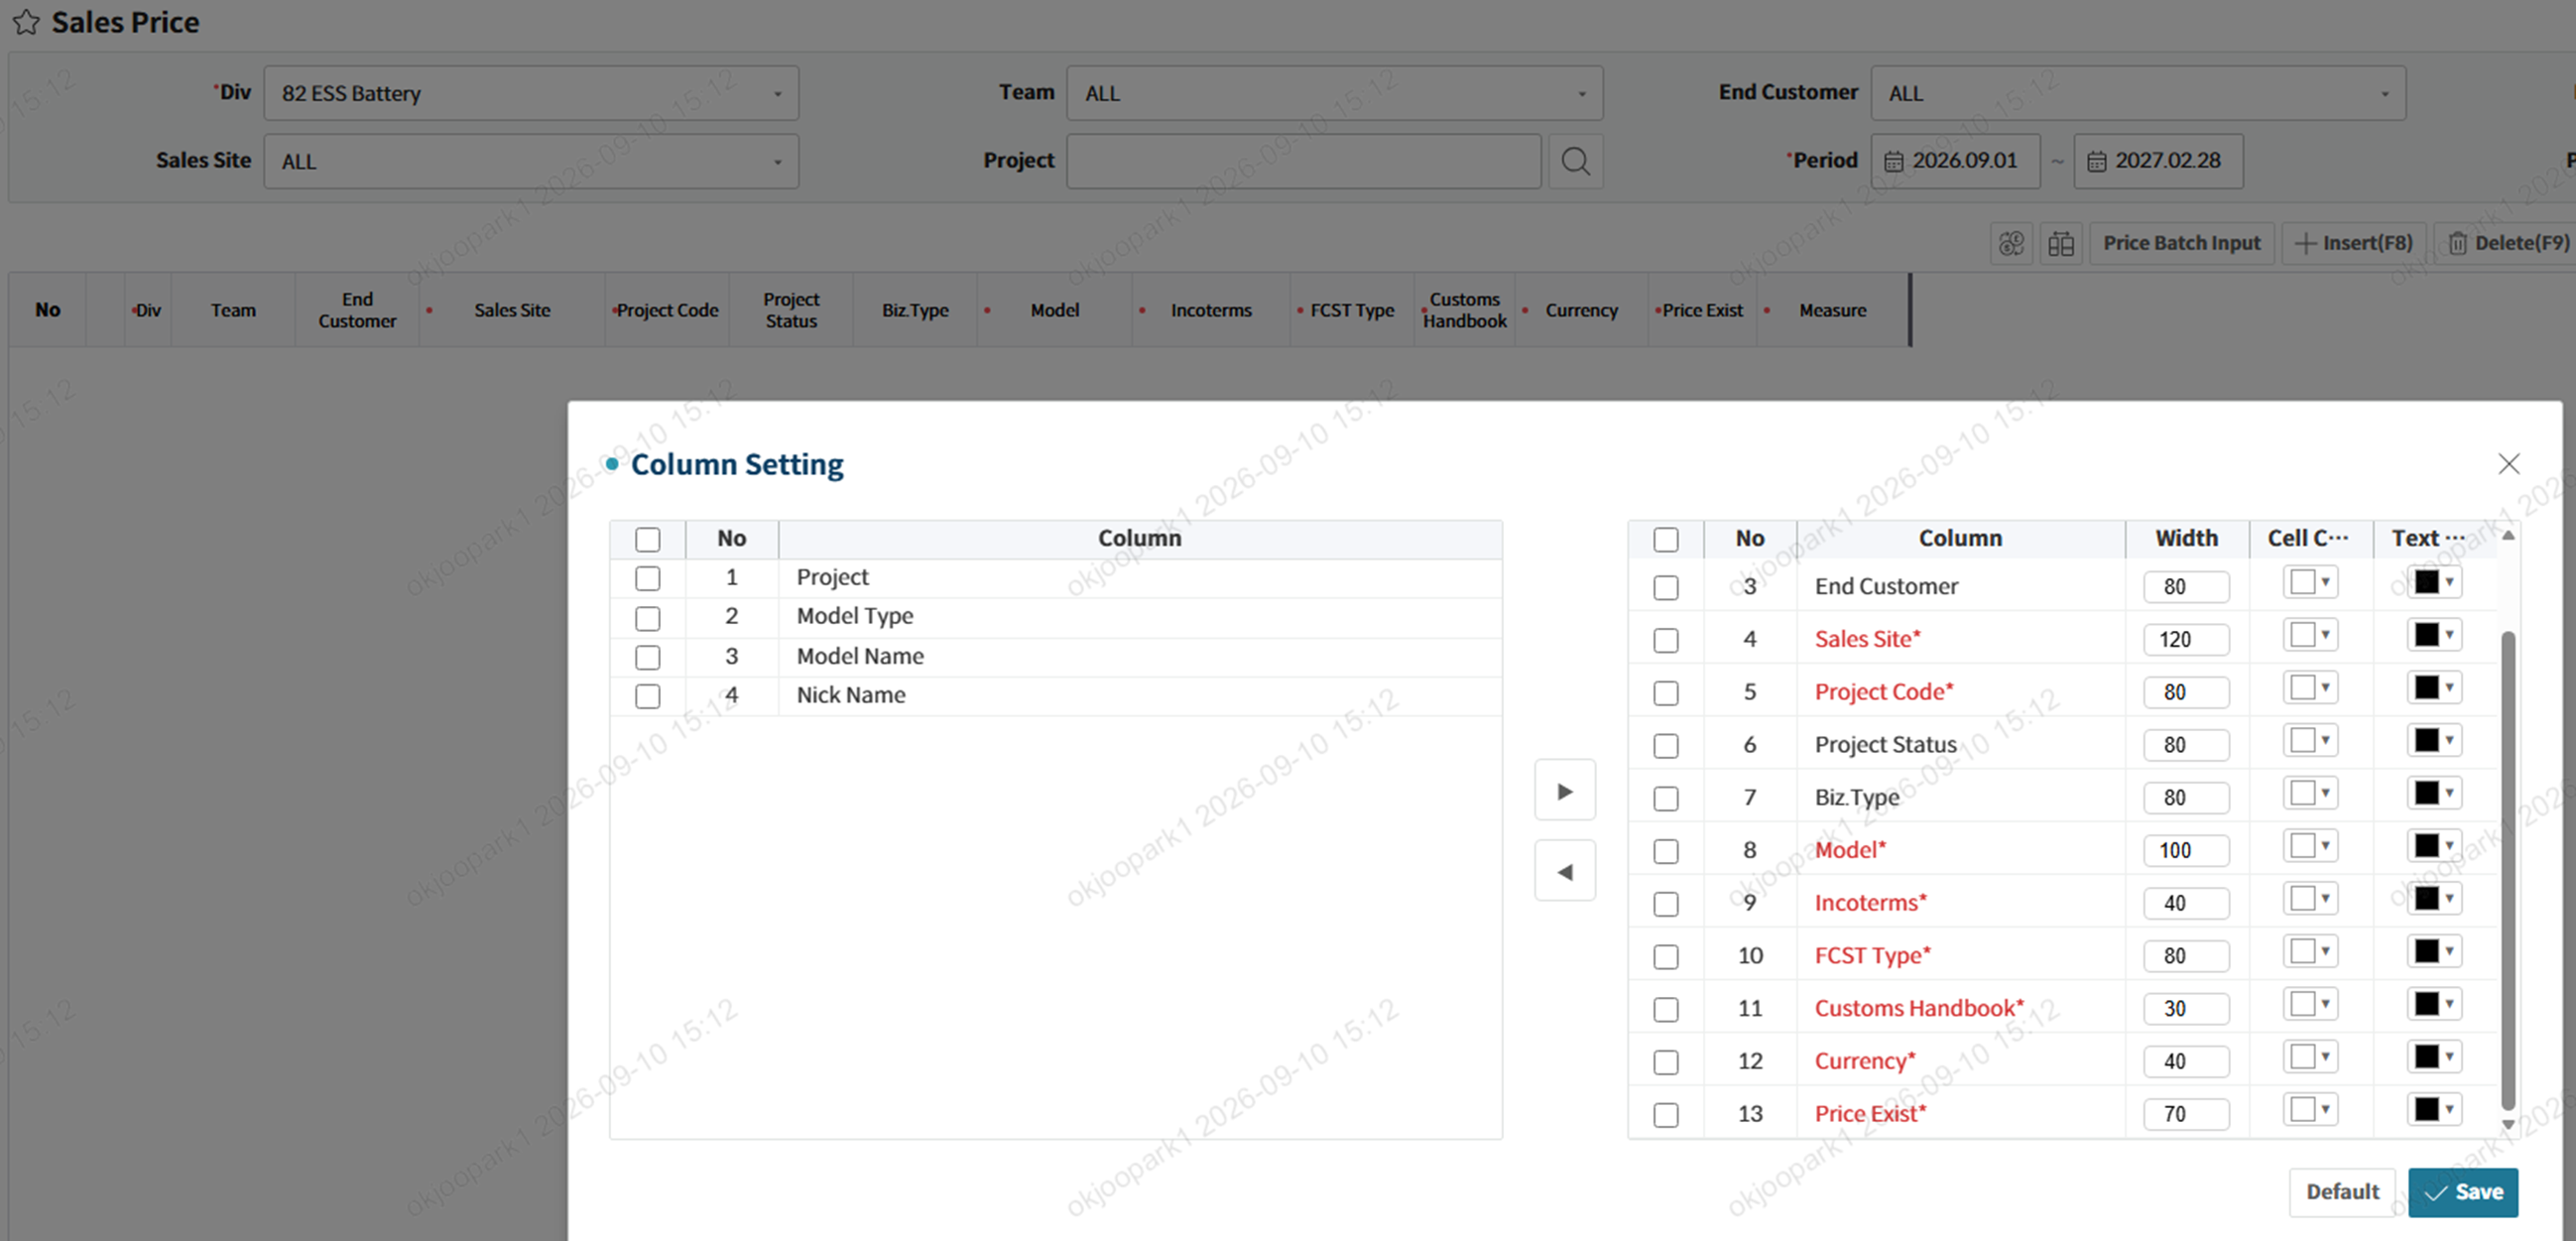 Sales Price
*Div 82 ESS Battery Team ALL End Customer ALL
Sales Site ALL Project *Period 2026.09.01 ~ 2027.02.28
Price Batch Input Insert(F8) Delete(F9)
No Div Team End Customer Sales Site Project Code Project Status Biz.Type Model Incoterms FCST Type Customs Handbook Currency Price Exist Measure
Column Setting
No Column
1 Project
2 Model Type
3 Model Name
4 Nick Name
No Column Width Cell C... Text ...
3 End Customer 80
4 Sales Site* 120
5 Project Code* 80
6 Project Status 80
7 Biz.Type 80
8 Model* 100
9 Incoterms* 40
10 FCST Type* 80
11 Customs Handbook* 30
12 Currency* 40
13 Price Exist* 70
Default Save
okjoopark1 2026-09-10 15:12